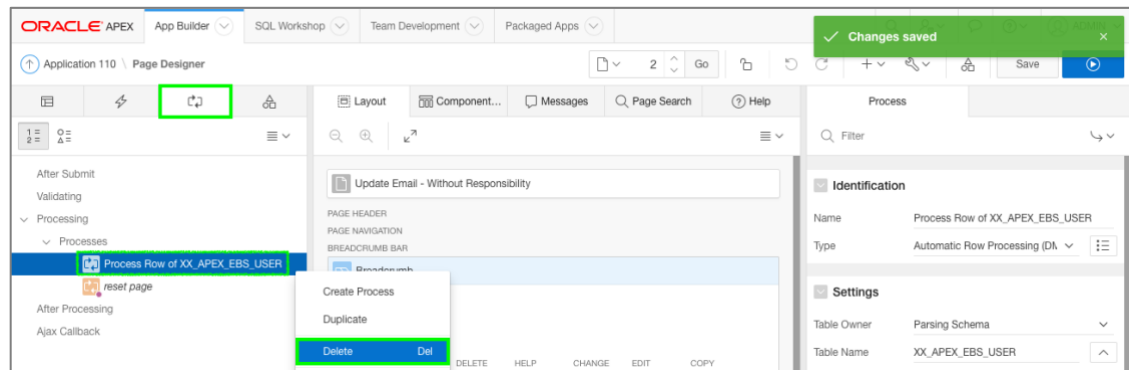 ORACLE APEX App Builder SQL Workshop Team Development Packaged Apps
Changes saved
Application 110 \ Page Designer 2 Go Save
Layout Component... Messages Page Search Help Process
Filter
After Submit
Validating
Processing
Processes
Process Row of XX_APEX_EBS_USER
reset page
After Processing
Ajax Callback
Update Email - Without Responsibility
PAGE HEADER
PAGE NAVIGATION
BREADCRUMB BAR
Breadcrumb
Create Process
Duplicate
Delete Del
DELETE HELP CHANGE EDIT COPY
Identification
Name Process Row of XX_APEX_EBS_USER
Type Automatic Row Processing (DM
Settings
Table Owner Parsing Schema
Table Name XX_APEX_EBS_USER